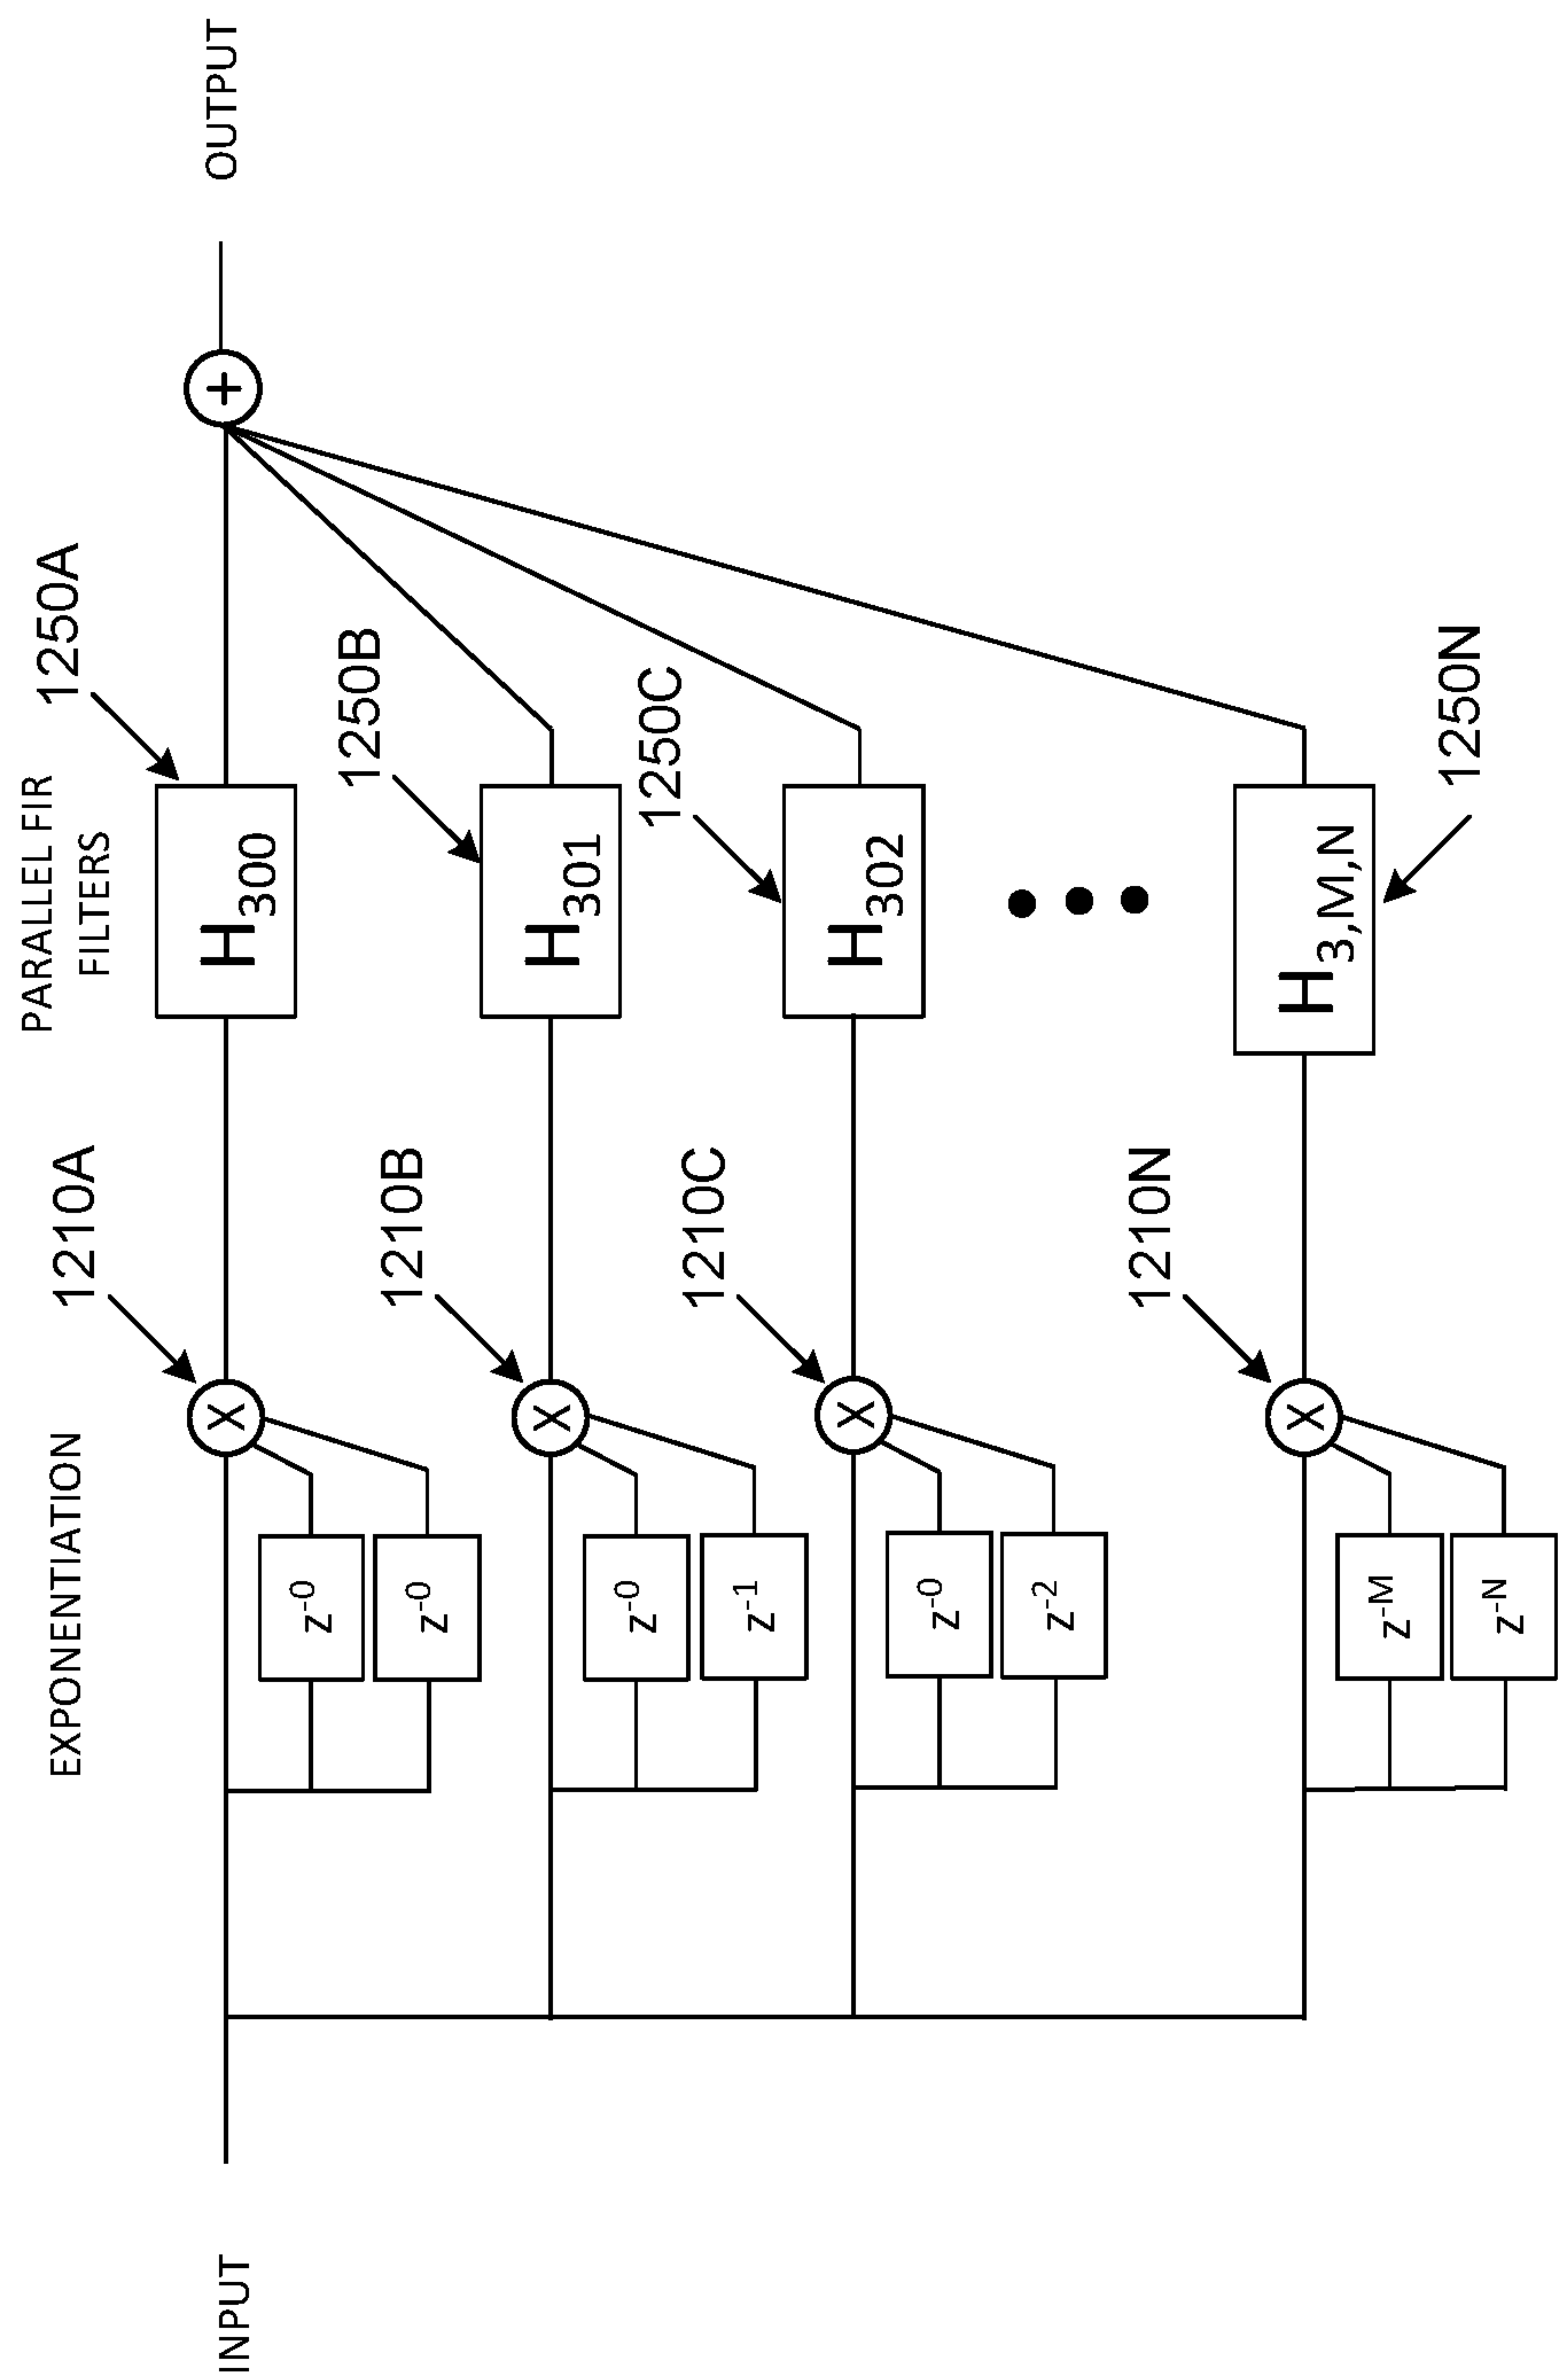 EXPONENTIATION
PARALLEL FIR
FILTERS
1210A
1250A
INPUT
X
H300
+
OUTPUT
z-0
z-0
1210B
1250B
X
H301
z-0
z-1
1210C
1250C
X
H302
z-0
z-2
1210N
X
H3,M,N
z-M
z-N
1250N